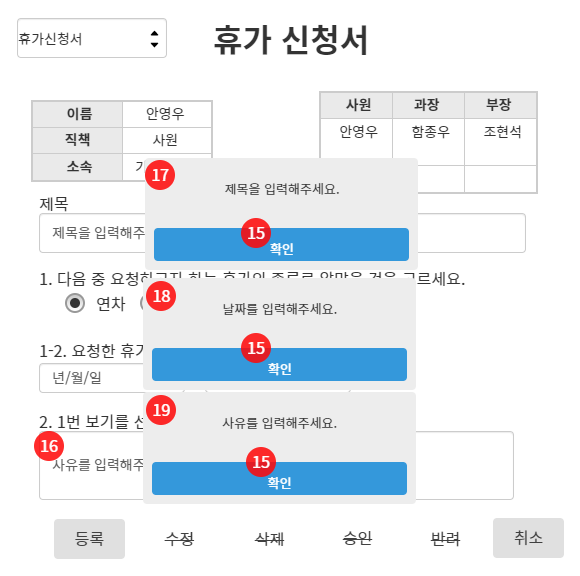 휴가신청서
휴가 신청서
이름 안영우
직책 사원
소속
사원 과장 부장
안영우 함종우 조현석
17
제목을 입력해주세요.
15
확인
제목
제목을 입력해주
1. 다음 중 요청하고자 하는 휴가의 종류로 알맞은 것을 고르세요.
연차
18
날짜를 입력해주세요.
15
확인
1-2. 요청한 휴가
년/월/일
19
사유를 입력해주세요.
15
확인
2. 1번 보기를 선
16
사유를 입력해주
등록 수정 삭제 승인 반려 취소